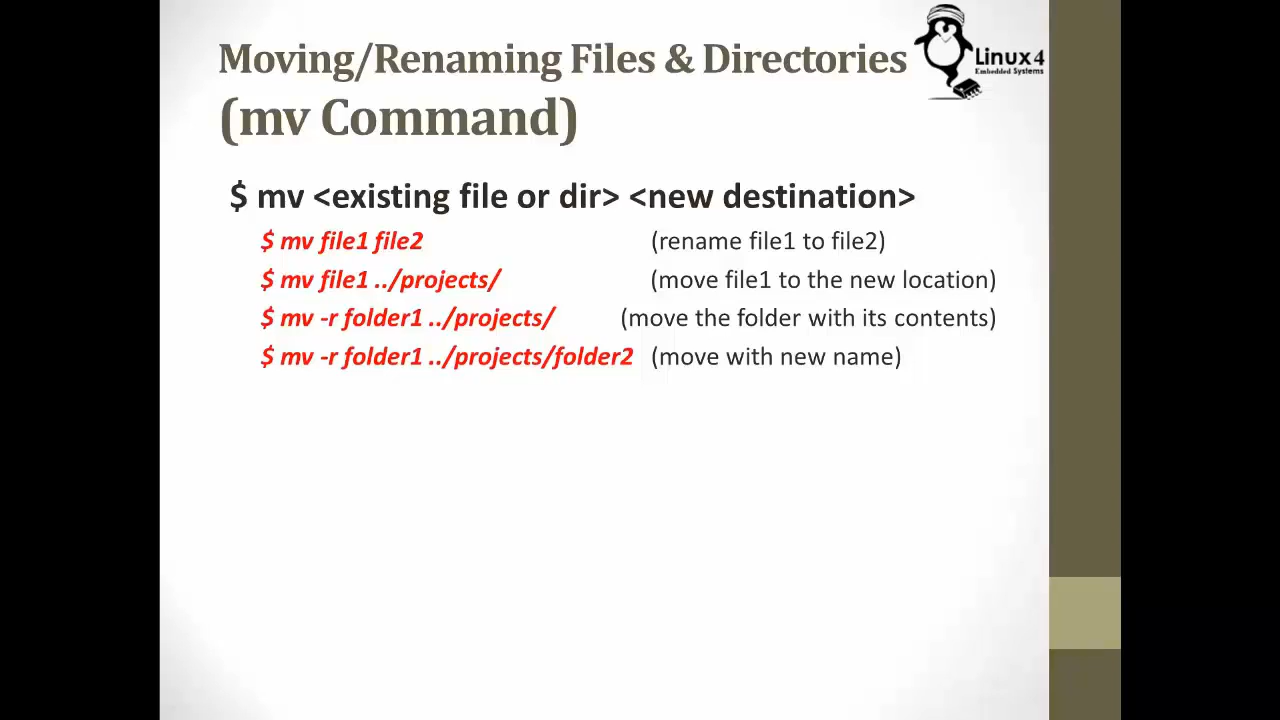 Moving/Renaming Files & Directories
(mv Command)
Linux 4
Embedded Systems
$ mv <existing file or dir> <new destination>
$ mv file1 file2 (rename file1 to file2)
$ mv file1 ../projects/ (move file1 to the new location)
$ mv -r folder1 ../projects/ (move the folder with its contents)
$ mv -r folder1 ../projects/folder2 (move with new name)